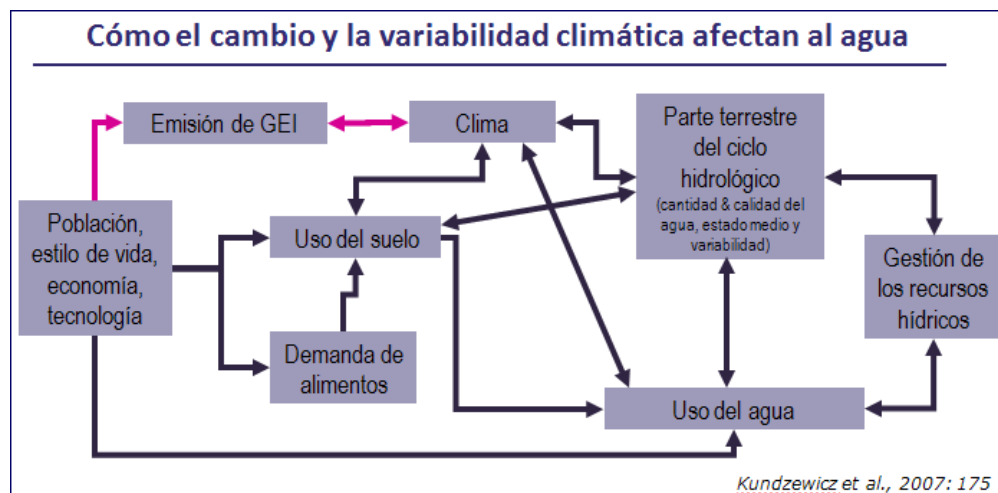 Cómo el cambio y la variabilidad climática afectan al agua
Emisión de GEI
Clima
Parte terrestre
del ciclo
hidrológico
(cantidad & calidad del
agua, estado medio y
variabilidad)
Población,
estilo de vida,
economía,
tecnología
Uso del suelo
Gestión de
los recursos
hídricos
Demanda de
alimentos
Uso del agua
Kundzewicz et al., 2007: 175